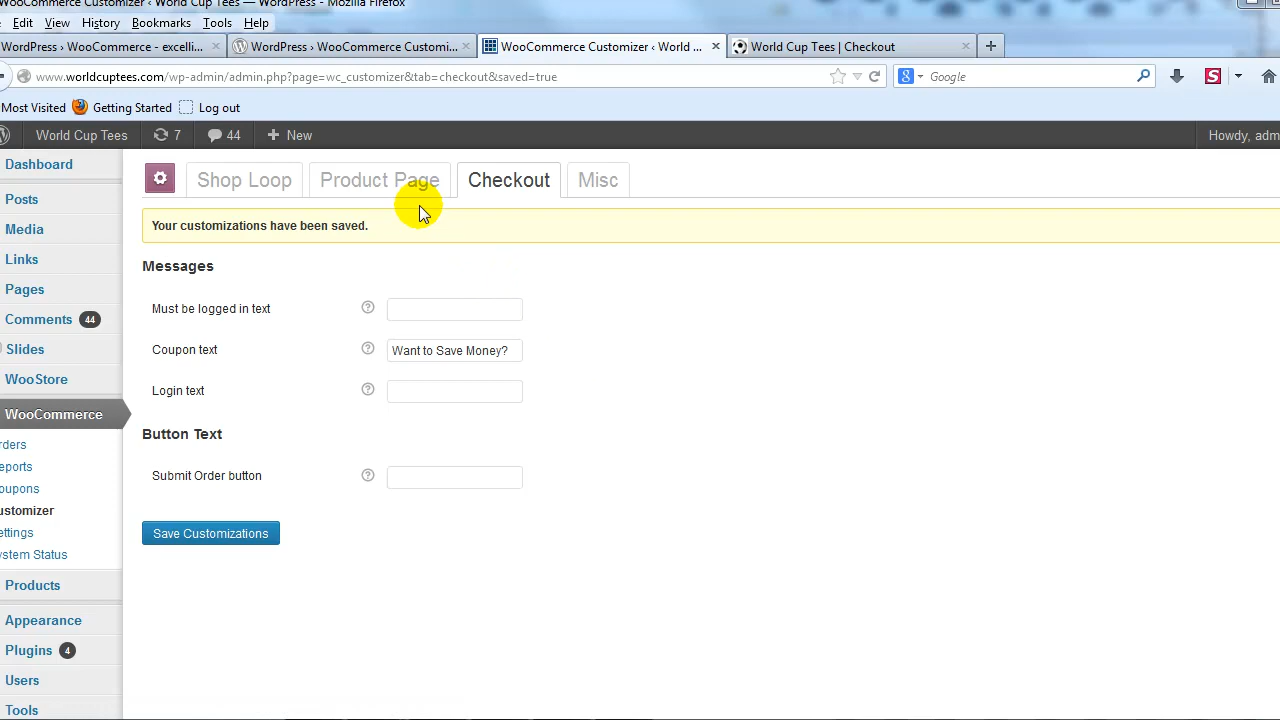 WooCommerce Customizer ‹ World Cup Tees — WordPress - Mozilla Firefox
Edit View History Bookmarks Tools Help
WordPress › WooCommerce - excelli... × WordPress › WooCommerce Customi... × WooCommerce Customizer ‹ World ... × World Cup Tees | Checkout × +
www.worldcuptees.com/wp-admin/admin.php?page=wc_customizer&tab=checkout&saved=true Google
Most Visited Getting Started Log out
World Cup Tees 7 44 + New Howdy, adm
Dashboard
Posts
Media
Links
Pages
Comments 44
Slides
WooStore
WooCommerce
rders
eports
oupons
ustomizer
ettings
ystem Status
Products
Appearance
Plugins 4
Users
Tools
Shop Loop Product Page Checkout Misc
Your customizations have been saved.
Messages
Must be logged in text ?
Coupon text ? Want to Save Money?
Login text ?
Button Text
Submit Order button ?
Save Customizations